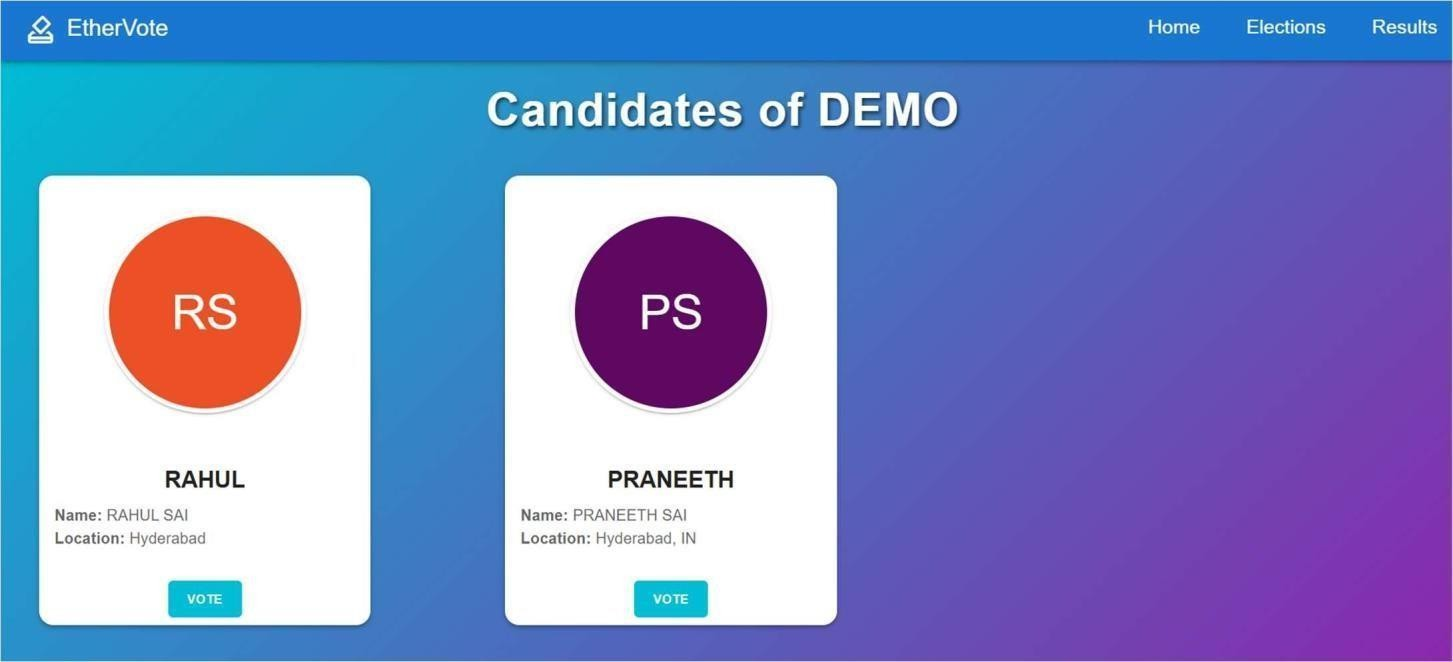 EtherVote
Home Elections Results
Candidates of DEMO
RS
RAHUL
Name: RAHUL SAI
Location: Hyderabad
VOTE
PS
PRANEETH
Name: PRANEETH SAI
Location: Hyderabad, IN
VOTE